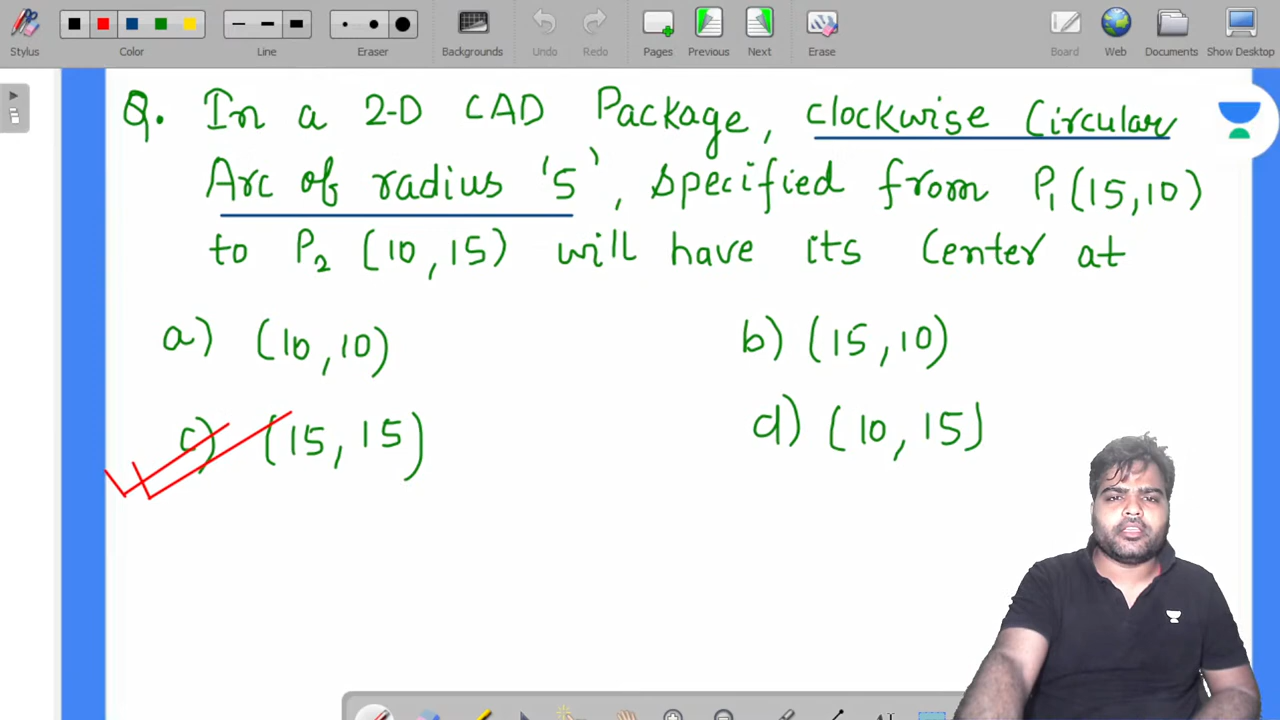 Stylus Color Line Eraser Backgrounds Undo Redo Pages Previous Next Erase Board Web Documents Show Desktop
Q. In a 2-D CAD Package, clockwise Circular
Arc of radius '5', specified from P1 (15,10)
to P2 (10,15) will have its Center at
a) (10,10) b) (15,10)
c) (15,15) d) (10,15)